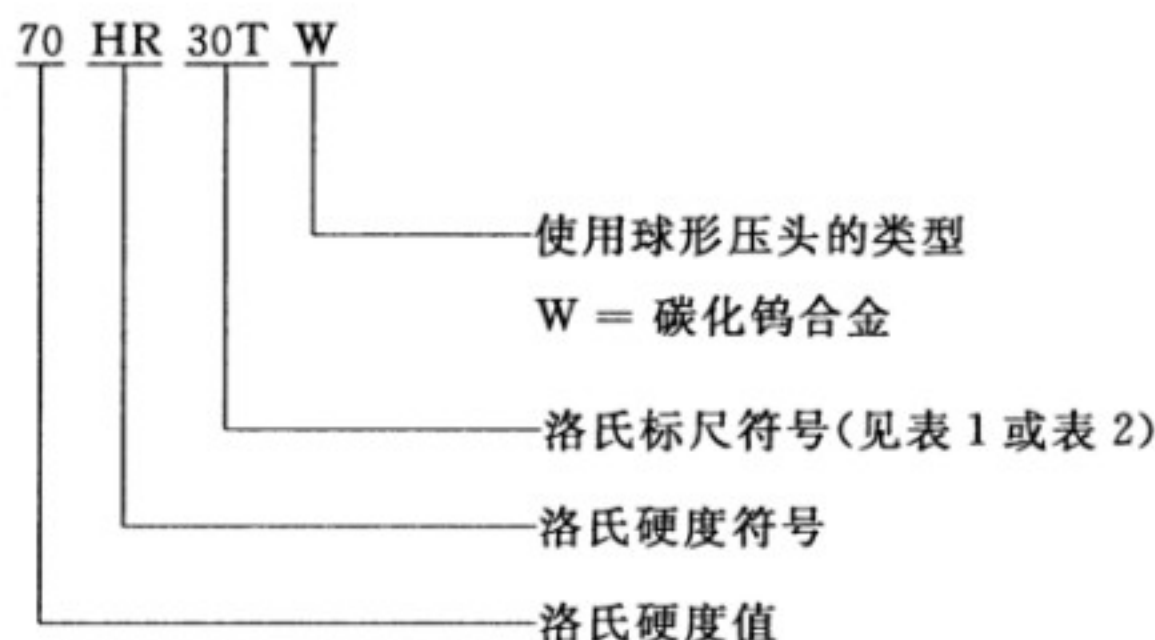 70 HR 30T W
使用球形压头的类型
W = 碳化钨合金
洛氏标尺符号(见表 1 或表 2)
洛氏硬度符号
洛氏硬度值